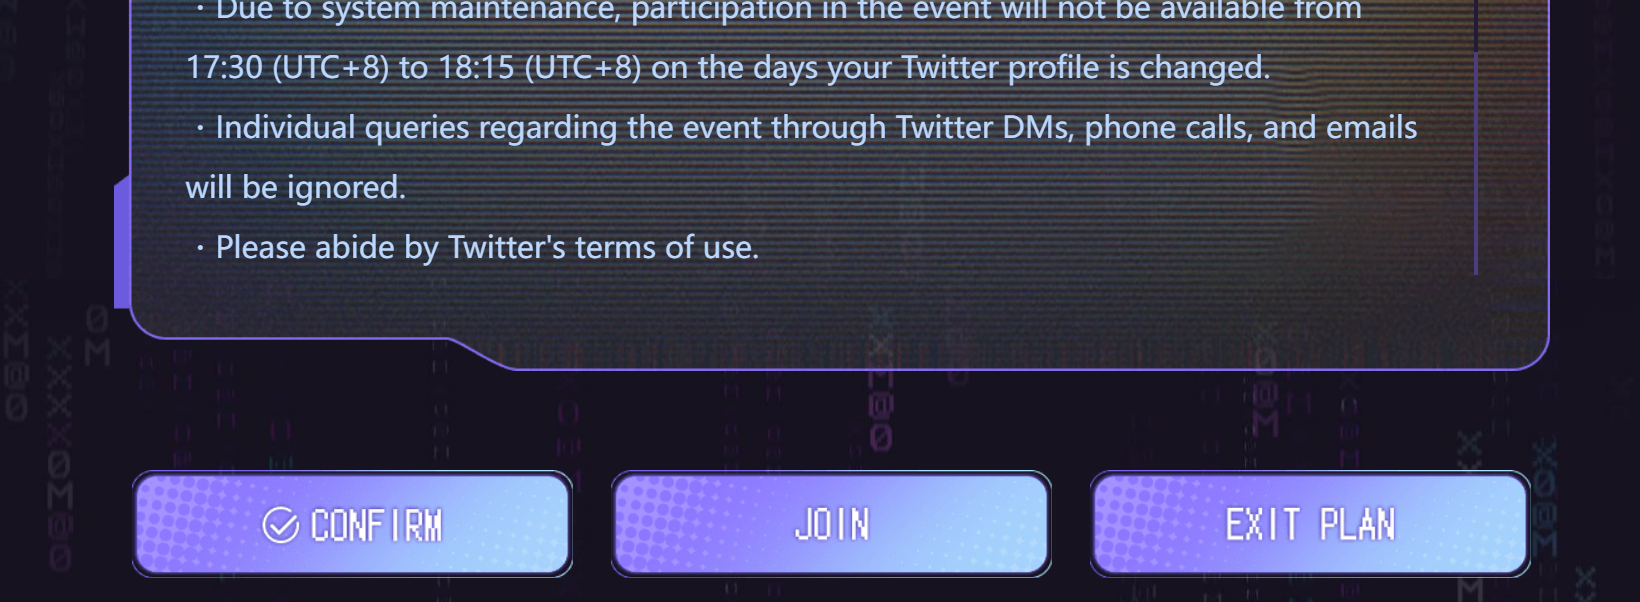 ・Due to system maintenance, participation in the event will not be available from
17:30 (UTC+8) to 18:15 (UTC+8) on the days your Twitter profile is changed.
・Individual queries regarding the event through Twitter DMs, phone calls, and emails
will be ignored.
・Please abide by Twitter's terms of use.
CONFIRM
JOIN
EXIT PLAN